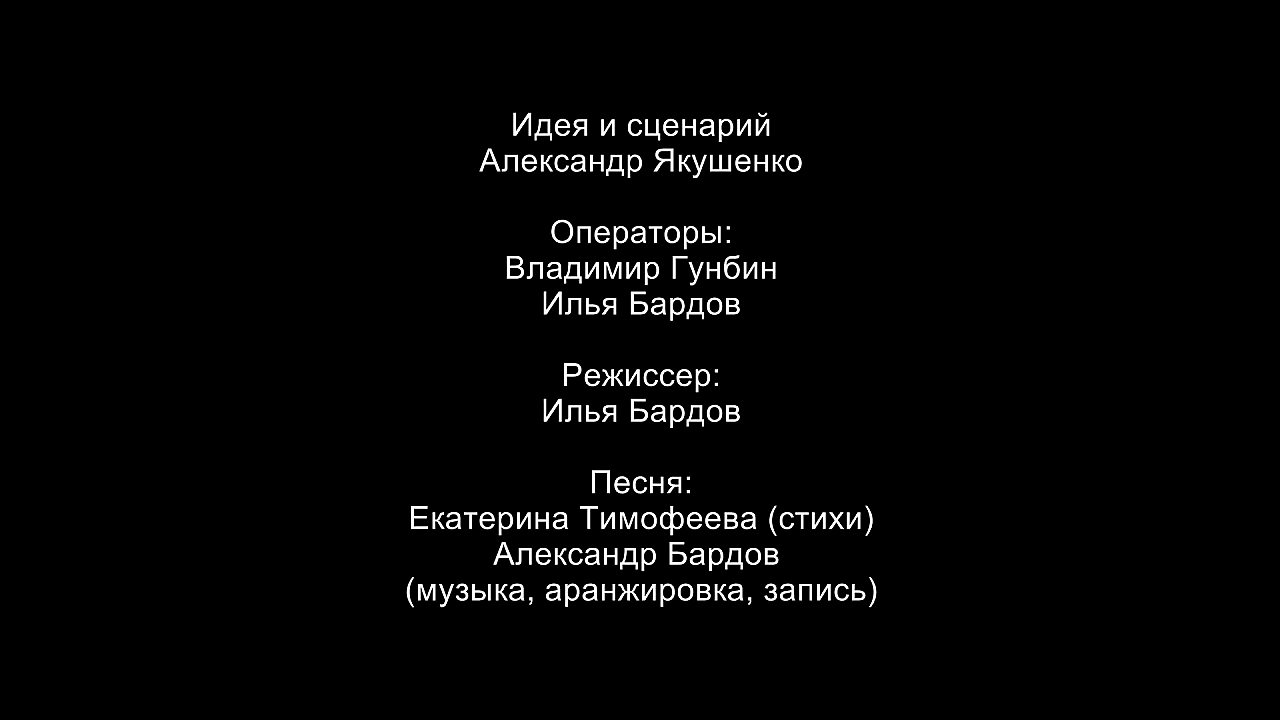 Идея и сценарий
Александр Якушенко
Операторы:
Владимир Гунбин
Илья Бардов
Режиссер:
Илья Бардов
Песня:
Екатерина Тимофеева (стихи)
Александр Бардов
(музыка, аранжировка, запись)